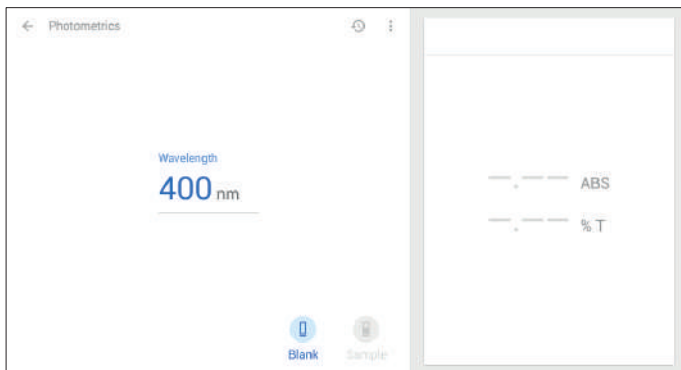 Photometrics
Wavelength
400 nm
Blank
Sample
–.–– ABS
–.–– % T